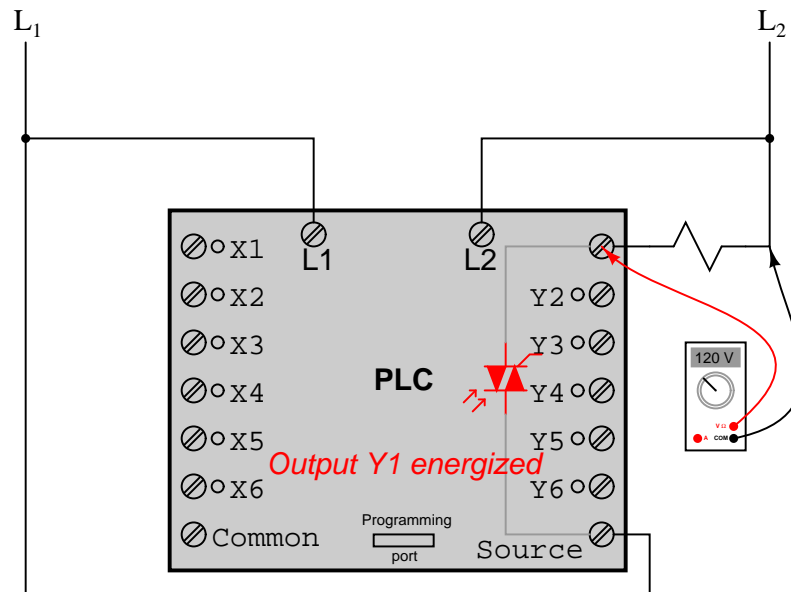 L1
L2
L1
L2
X1
X2
X3
X4
X5
X6
Common
PLC
Output Y1 energized
Programming
port
Y2
Y3
Y4
Y5
Y6
Source
120 V
V Ω
A
COM